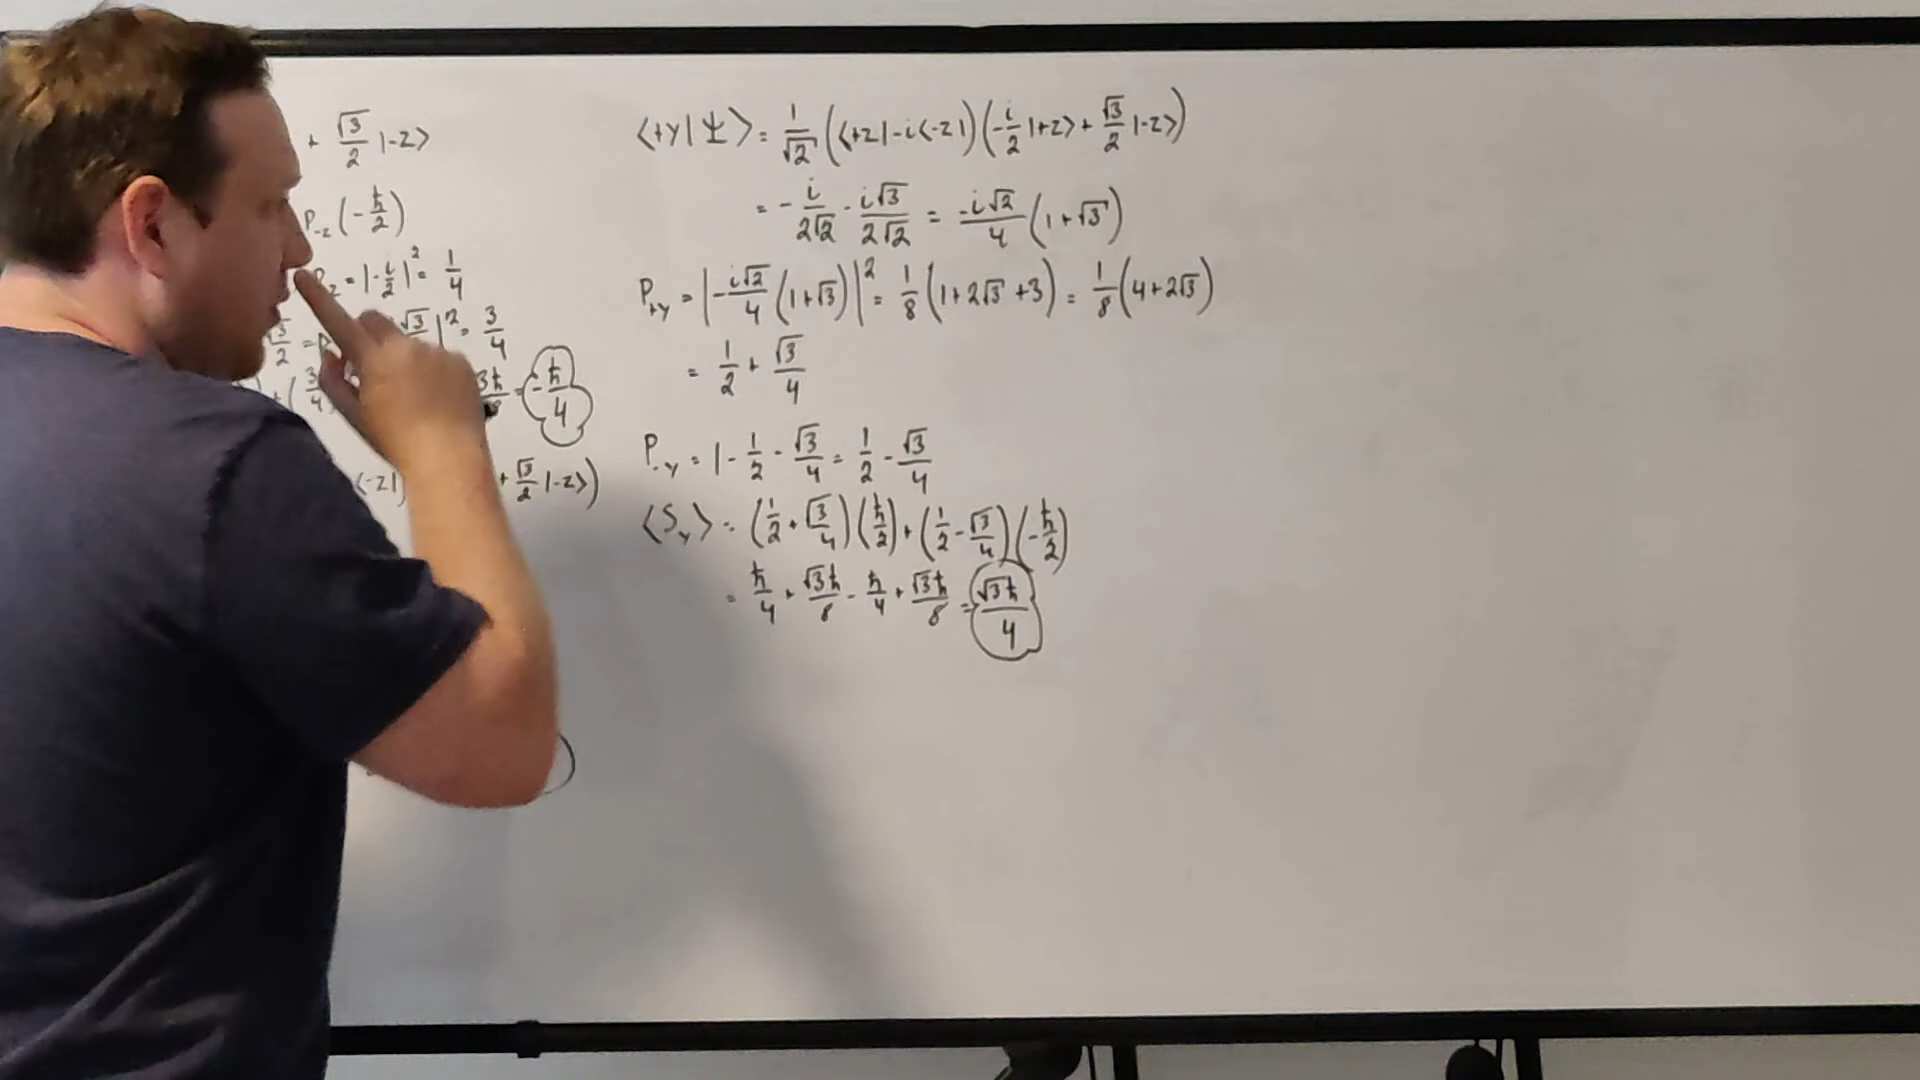 + √3/2 |-z>
P-z (-ħ/2)
= |-i/2|² = 1/4
√3 |² = 3/4
3ħ = -ħ/4
<-z| + √3/2 |-z>)
<+y|Ψ> = 1/√2 (<+z| - i<-z|)(-i/2 |+z> + √3/2 |-z>)
= - i/2√2 - i√3/2√2 = -i√2/4 (1+√3)
P+y = |-i√2/4 (1+√3)|² = 1/8 (1+2√3+3) = 1/8 (4+2√3)
= 1/2 + √3/4
P-y = 1 - 1/2 - √3/4 = 1/2 - √3/4
<Sy> = (1/2 + √3/4)(ħ/2) + (1/2 - √3/4)(-ħ/2)
= ħ/4 + √3ħ/8 - ħ/4 + √3ħ/8 = √3ħ/4